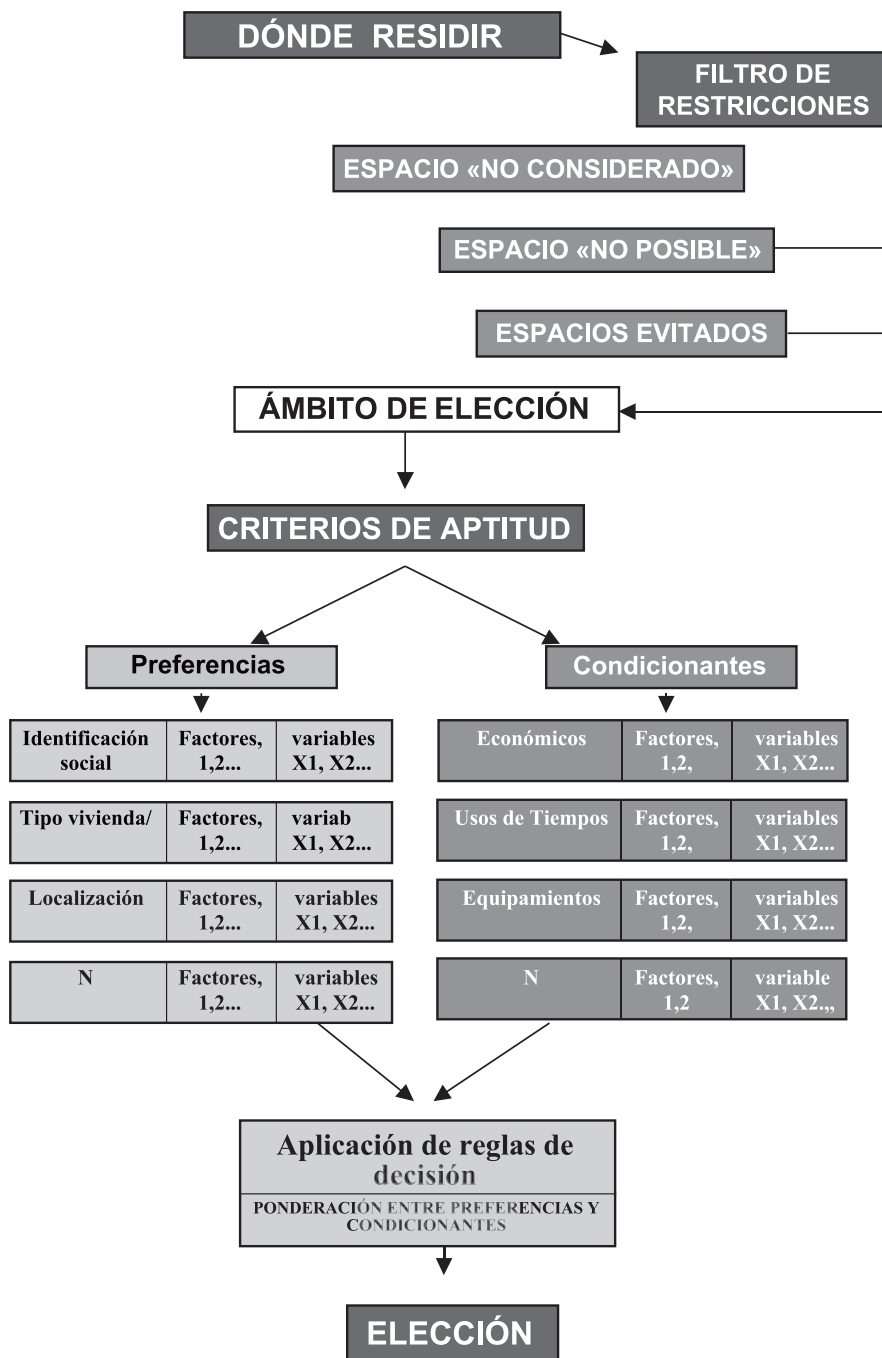 DÓNDE RESIDIR
FILTRO DE
RESTRICCIONES
ESPACIO «NO CONSIDERADO»
ESPACIO «NO POSIBLE»
ESPACIOS EVITADOS
ÁMBITO DE ELECCIÓN
CRITERIOS DE APTITUD
Preferencias
Identificación
social
Factores,
1,2...
variables
X1, X2...
Tipo vivienda/
Factores,
1,2...
variab
X1, X2...
Localización
Factores,
1,2...
variables
X1, X2...
N
Factores,
1,2...
variables
X1, X2...
Condicionantes
Económicos
Factores,
1,2,
variables
X1, X2...
Usos de Tiempos
Factores,
1,2,
variables
X1, X2...
Equipamientos
Factores,
1,2,
variables
X1, X2...
N
Factores,
1,2
variable
X1, X2.,,
Aplicación de reglas de
decisión
PONDERACIÓN ENTRE PREFERENCIAS Y
CONDICIONANTES
ELECCIÓN